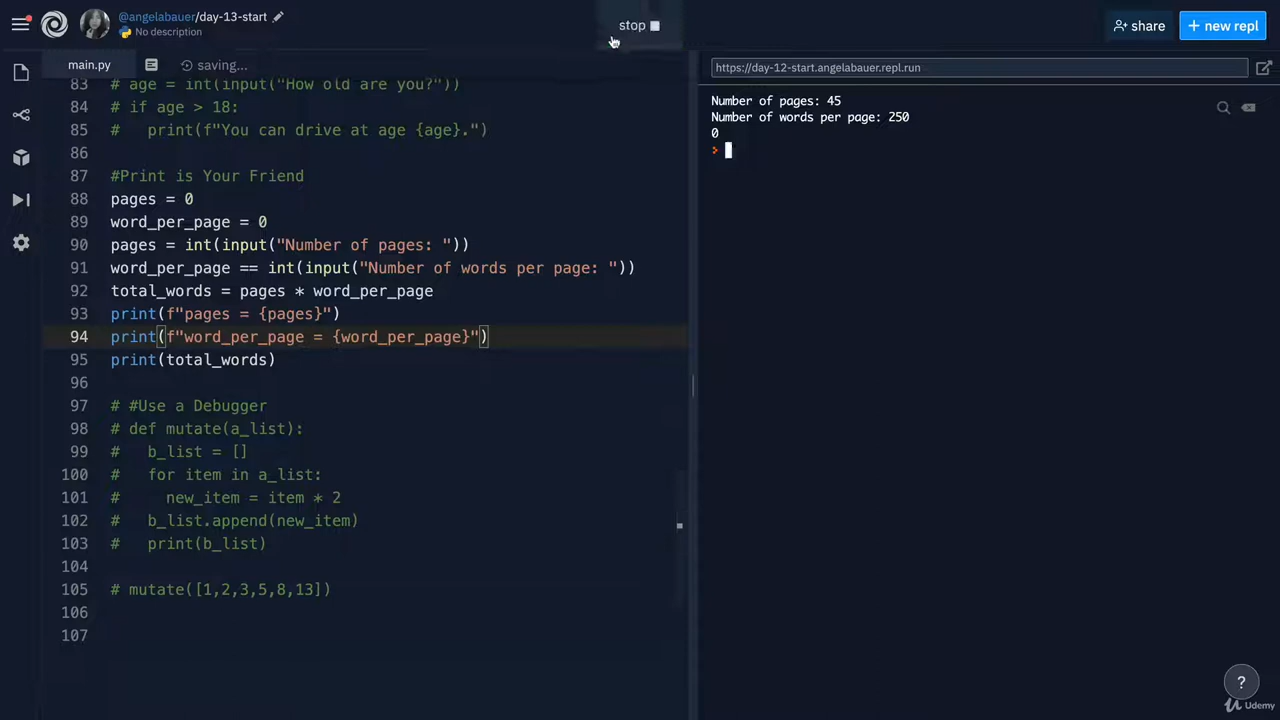 @angelabauer/day-13-start
No description
stop
share
+ new repl
main.py
saving...
https://day-12-start.angelabauer.repl.run
83 # age = int(input("How old are you?"))
84 # if age > 18:
85 #   print(f"You can drive at age {age}.")
86
87 #Print is Your Friend
88 pages = 0
89 word_per_page = 0
90 pages = int(input("Number of pages: "))
91 word_per_page == int(input("Number of words per page: "))
92 total_words = pages * word_per_page
93 print(f"pages = {pages}")
94 print(f"word_per_page = {word_per_page}")
95 print(total_words)
96
97 # #Use a Debugger
98 # def mutate(a_list):
99 #   b_list = []
100 #   for item in a_list:
101 #     new_item = item * 2
102 #   b_list.append(new_item)
103 #   print(b_list)
104
105 # mutate([1,2,3,5,8,13])
106
107
Number of pages: 45
Number of words per page: 250
0
>
?
Udemy